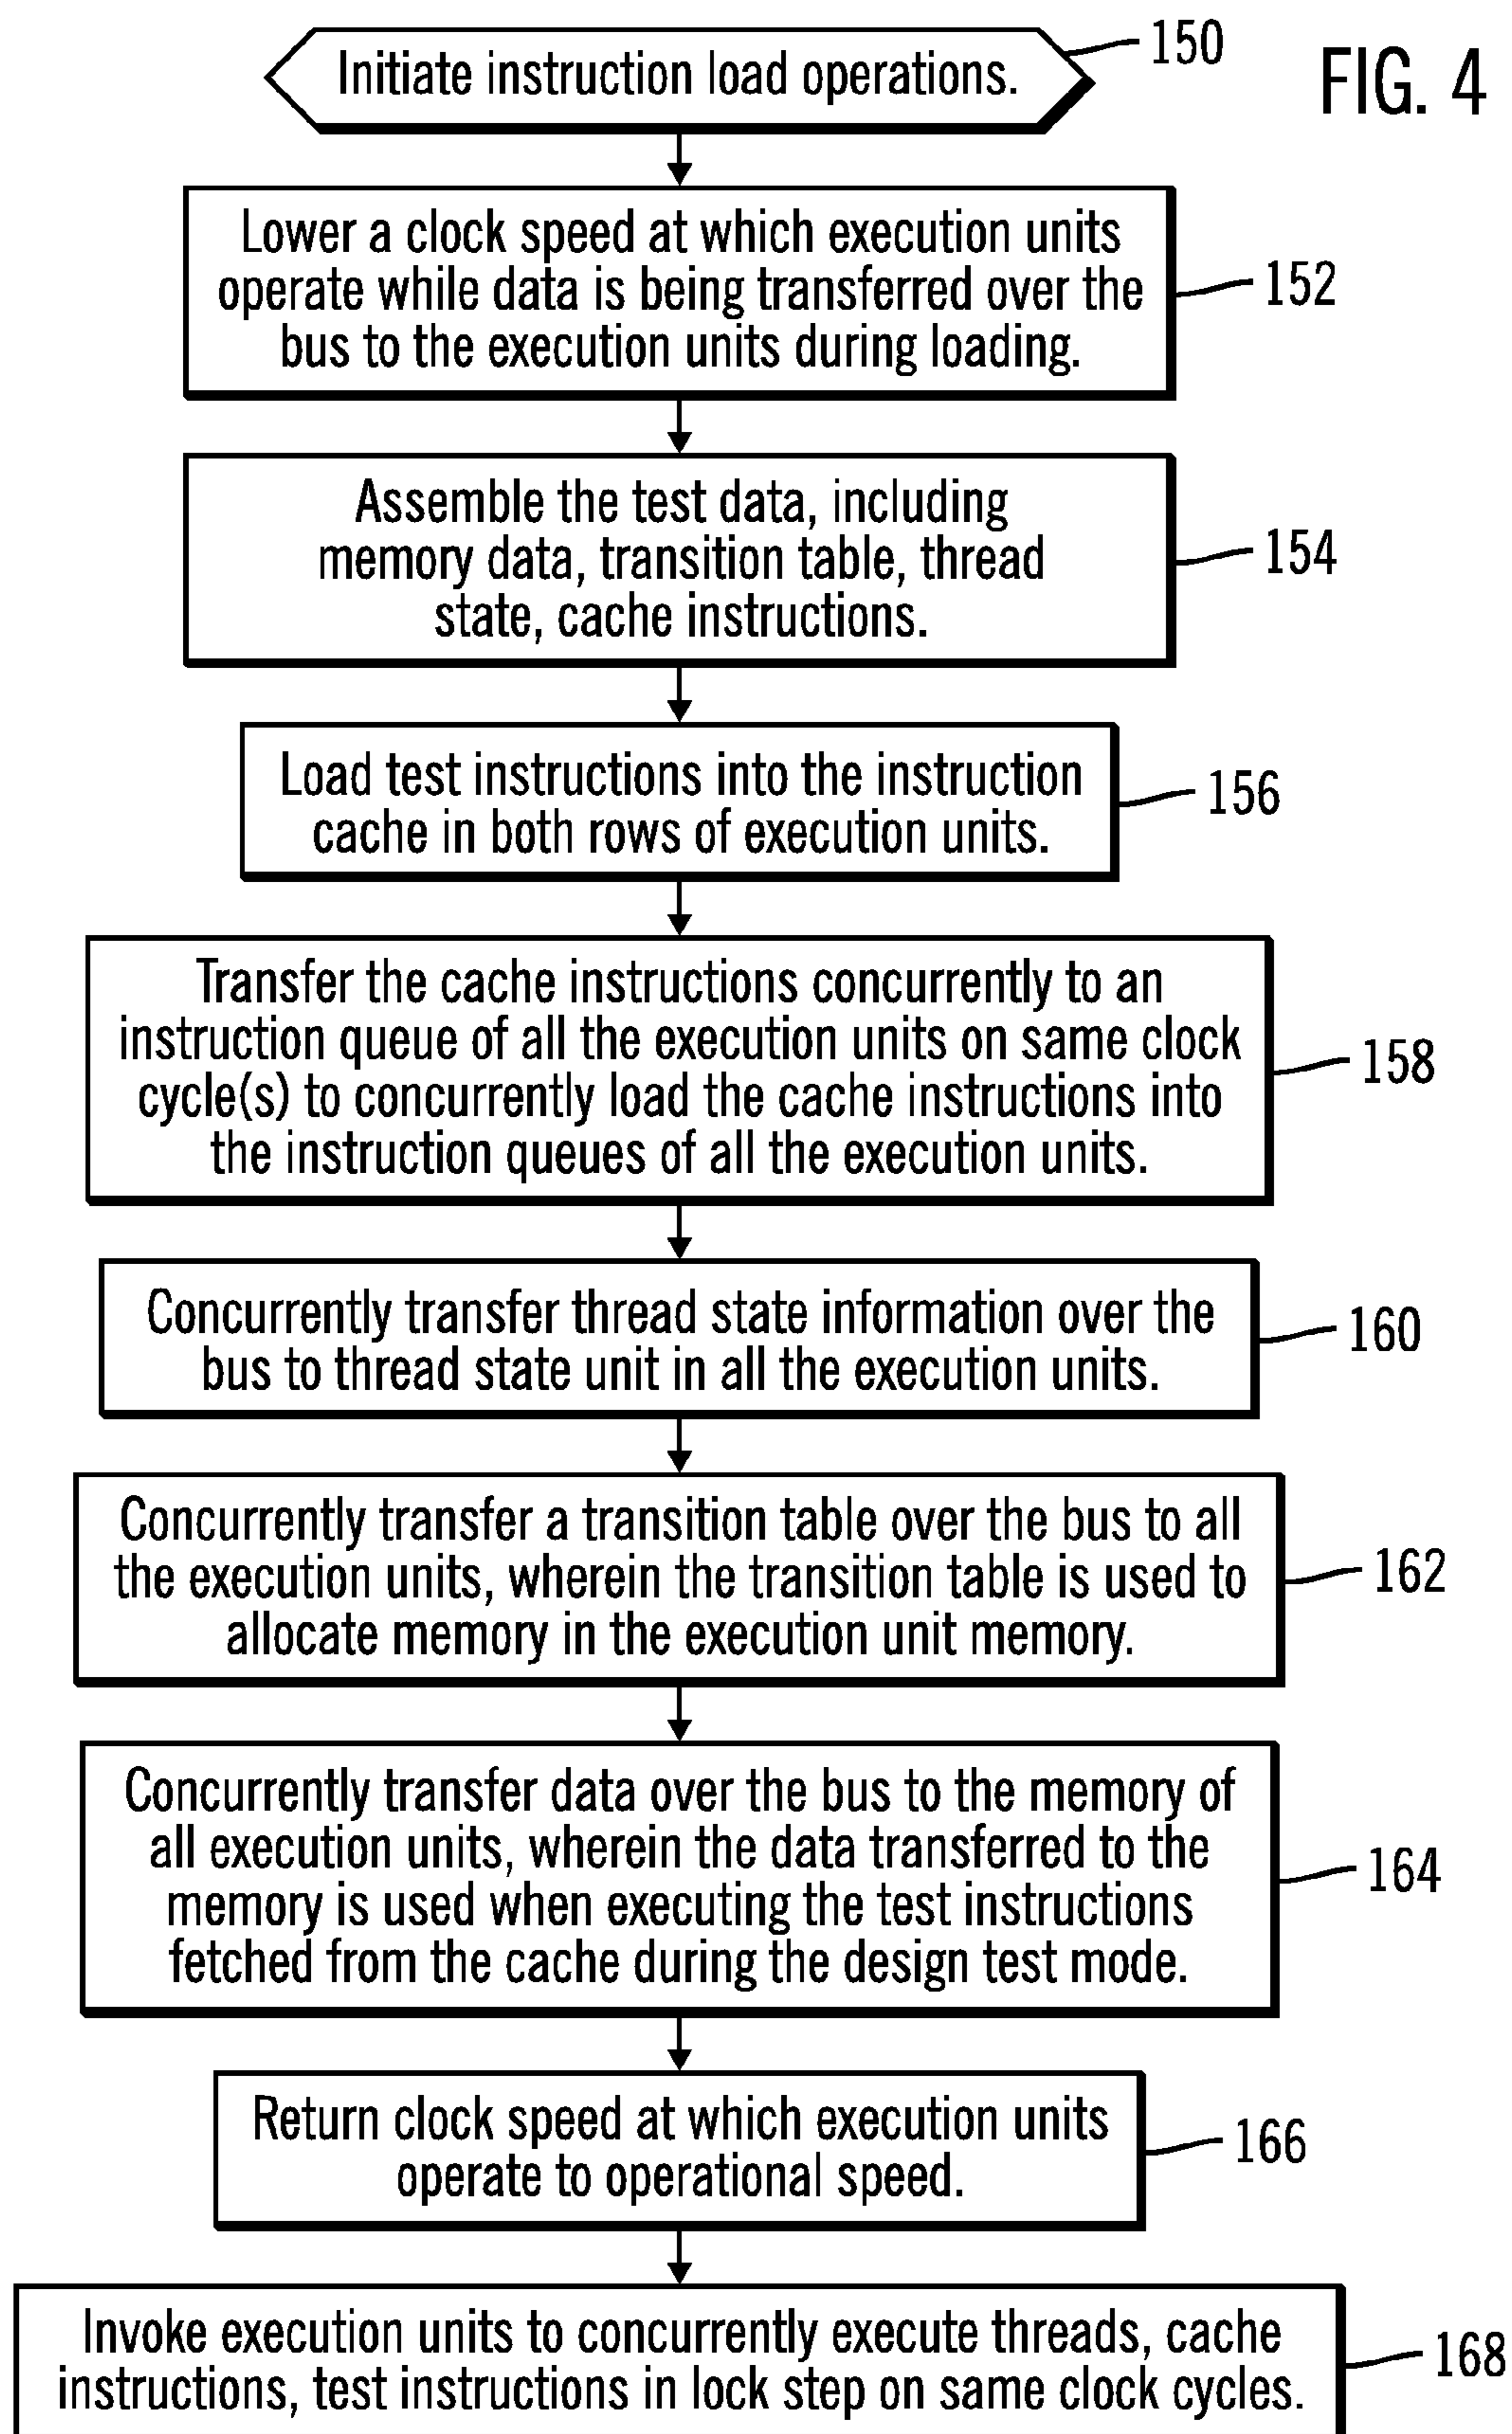 Initiate instruction load operations.
150
FIG. 4
Lower a clock speed at which execution units
operate while data is being transferred over the
bus to the execution units during loading.
152
Assemble the test data, including
memory data, transition table, thread
state, cache instructions.
154
Load test instructions into the instruction
cache in both rows of execution units.
156
Transfer the cache instructions concurrently to an
instruction queue of all the execution units on same clock
cycle(s) to concurrently load the cache instructions into
the instruction queues of all the execution units.
158
Concurrently transfer thread state information over the
bus to thread state unit in all the execution units.
160
Concurrently transfer a transition table over the bus to all
the execution units, wherein the transition table is used to
allocate memory in the execution unit memory.
162
Concurrently transfer data over the bus to the memory of
all execution units, wherein the data transferred to the
memory is used when executing the test instructions
fetched from the cache during the design test mode.
164
Return clock speed at which execution units
operate to operational speed.
166
Invoke execution units to concurrently execute threads, cache
instructions, test instructions in lock step on same clock cycles.
168